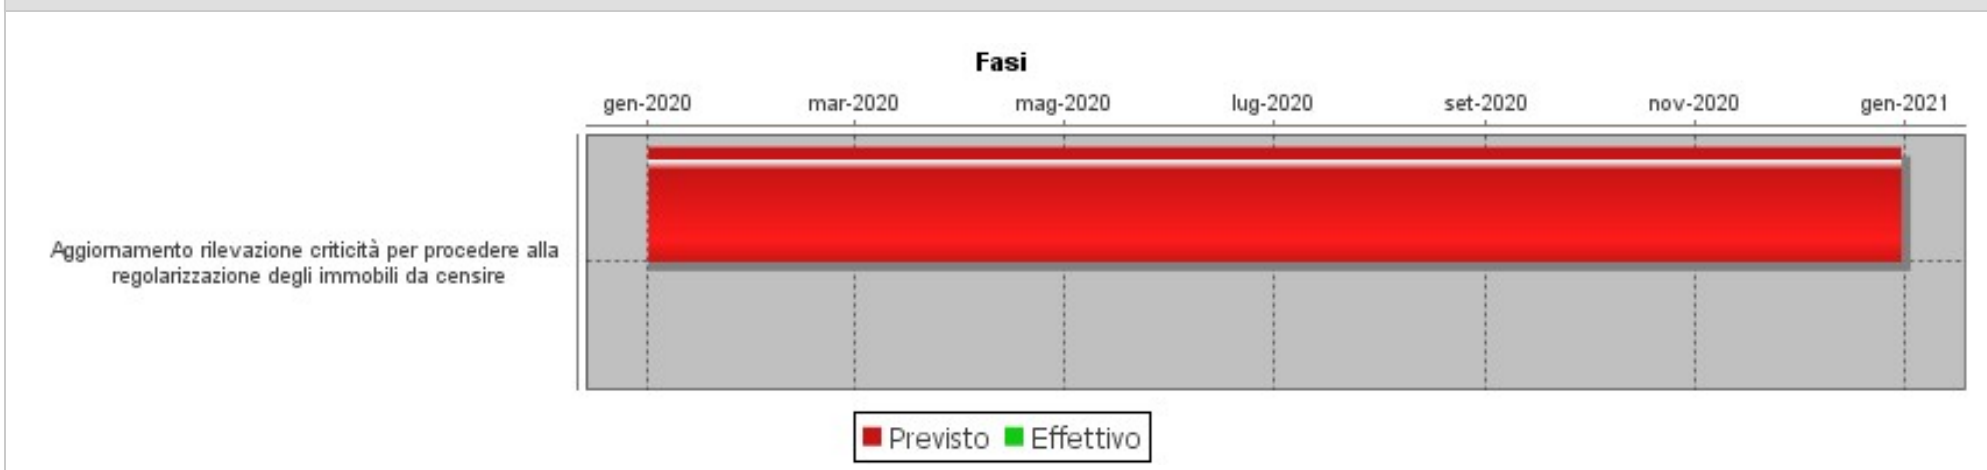 Fasi
gen-2020 mar-2020 mag-2020 lug-2020 set-2020 nov-2020 gen-2021
Aggiornamento rilevazione criticità per procedere alla
regolarizzazione degli immobili da censire
Previsto Effettivo